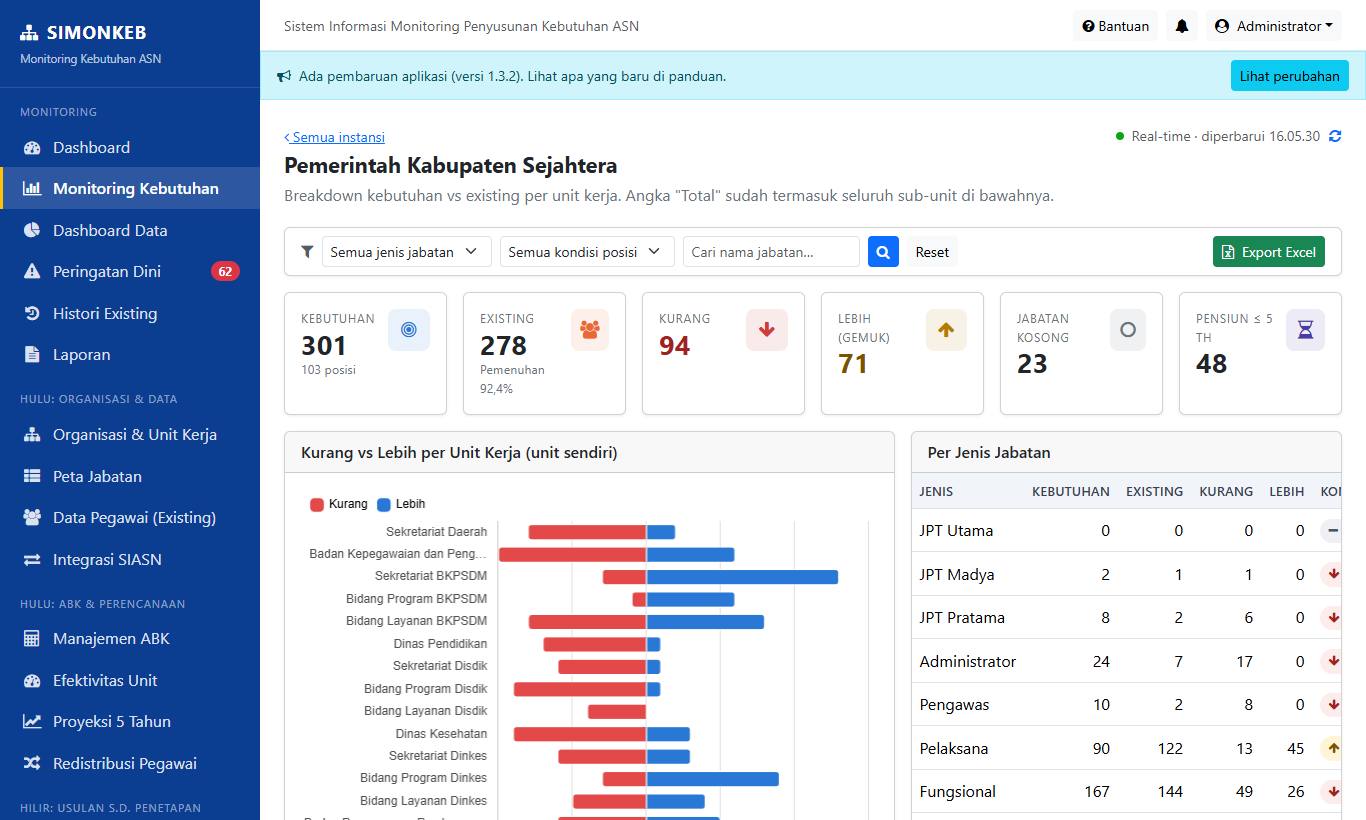 SIMONKEB
Monitoring Kebutuhan ASN
MONITORING
Dashboard
Monitoring Kebutuhan
Dashboard Data
Peringatan Dini 62
Histori Existing
Laporan
HULU: ORGANISASI & DATA
Organisasi & Unit Kerja
Peta Jabatan
Data Pegawai (Existing)
Integrasi SIASN
HULU: ABK & PERENCANAAN
Manajemen ABK
Efektivitas Unit
Proyeksi 5 Tahun
Redistribusi Pegawai
HILIR: USULAN S.D. PENETAPAN
Sistem Informasi Monitoring Penyusunan Kebutuhan ASN
Bantuan
Administrator
Ada pembaruan aplikasi (versi 1.3.2). Lihat apa yang baru di panduan.
Lihat perubahan
Semua instansi
Real-time · diperbarui 16.05.30
Pemerintah Kabupaten Sejahtera
Breakdown kebutuhan vs existing per unit kerja. Angka "Total" sudah termasuk seluruh sub-unit di bawahnya.
Semua jenis jabatan
Semua kondisi posisi
Cari nama jabatan...
Reset
Export Excel
KEBUTUHAN
301
103 posisi
EXISTING
278
Pemenuhan
92,4%
KURANG
94
LEBIH
(GEMUK)
71
JABATAN
KOSONG
23
PENSIUN ≤ 5
TH
48
Kurang vs Lebih per Unit Kerja (unit sendiri)
Kurang Lebih
Sekretariat Daerah
Badan Kepegawaian dan Peng...
Sekretariat BKPSDM
Bidang Program BKPSDM
Bidang Layanan BKPSDM
Dinas Pendidikan
Sekretariat Disdik
Bidang Program Disdik
Bidang Layanan Disdik
Dinas Kesehatan
Sekretariat Dinkes
Bidang Program Dinkes
Bidang Layanan Dinkes
Per Jenis Jabatan
JENIS KEBUTUHAN EXISTING KURANG LEBIH
JPT Utama 0 0 0 0
JPT Madya 2 1 1 0
JPT Pratama 8 2 6 0
Administrator 24 7 17 0
Pengawas 10 2 8 0
Pelaksana 90 122 13 45
Fungsional 167 144 49 26